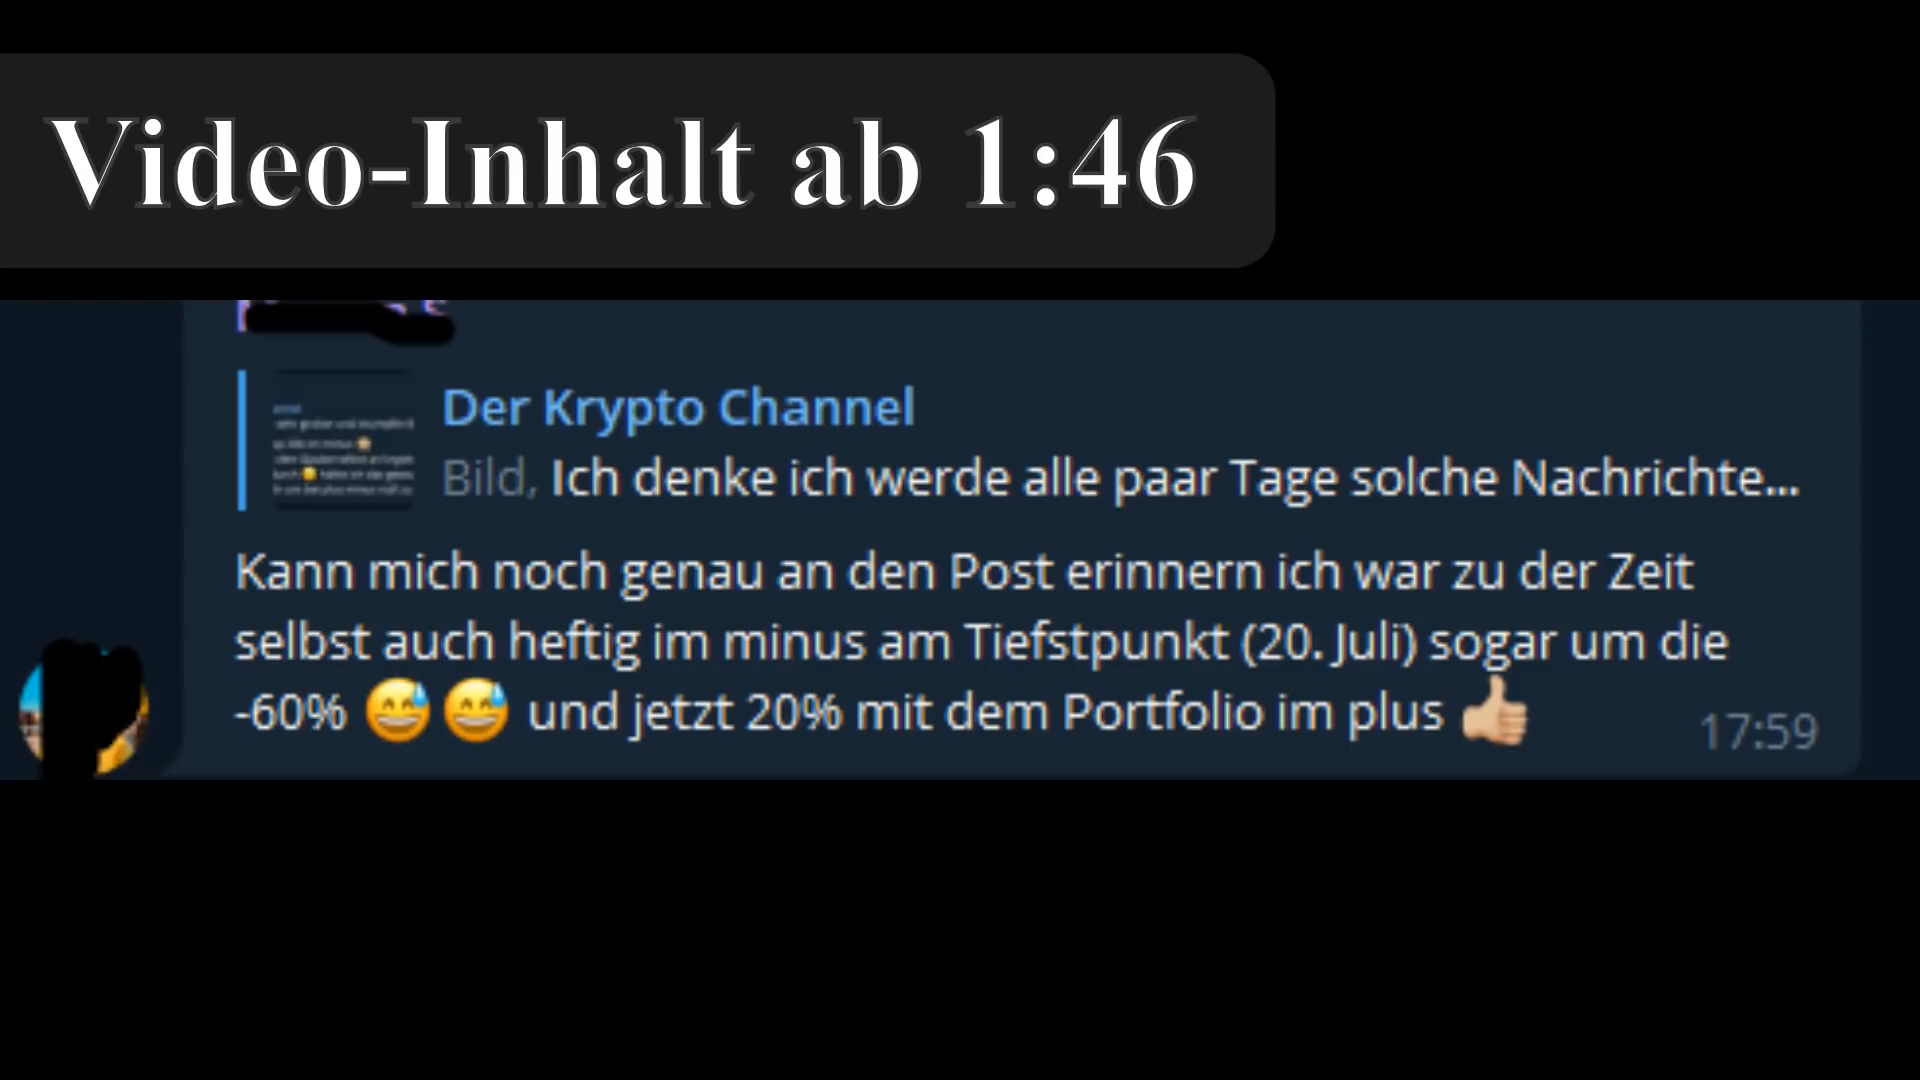 Video-Inhalt ab 1:46
Der Krypto Channel
Bild, Ich denke ich werde alle paar Tage solche Nachrichte...
Kann mich noch genau an den Post erinnern ich war zu der Zeit
selbst auch heftig im minus am Tiefstpunkt (20. Juli) sogar um die
-60% 😅😅 und jetzt 20% mit dem Portfolio im plus 👍🏼
17:59